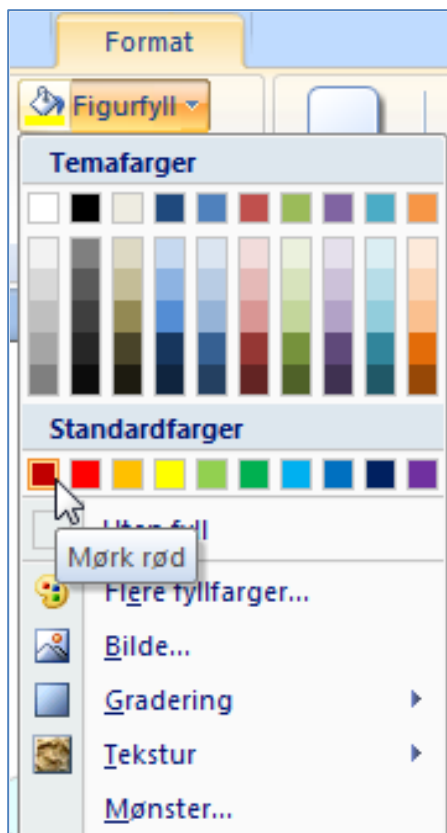 Format
Figurfyll
Temafarger
Standardfarger
Uten fyll
Mørk rød
Flere fyllfarger...
Bilde...
Gradering
Tekstur
Mønster...